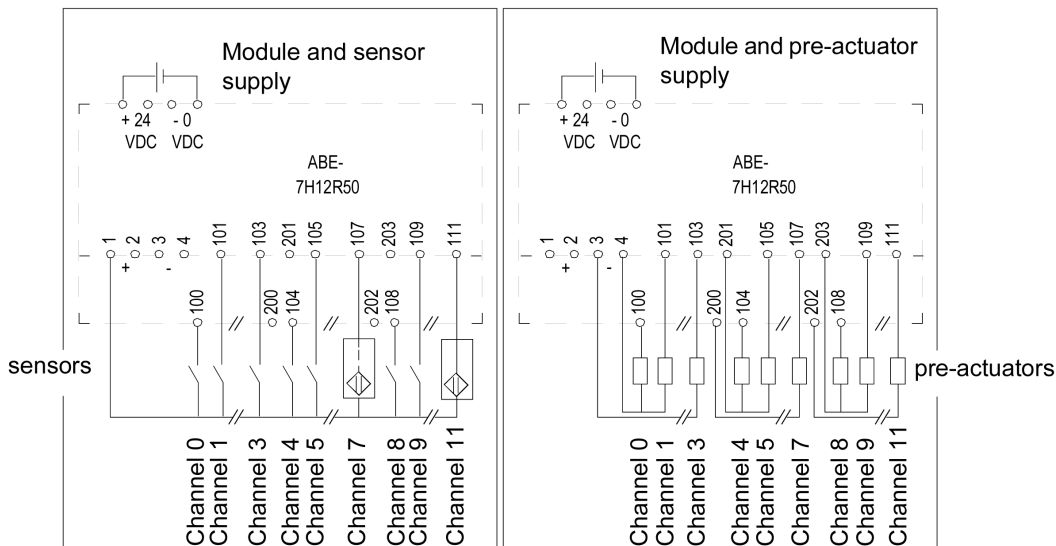 Module and sensor
supply
+ 24 - 0
VDC VDC
ABE-
7H12R50
1 2 3 4 101 103 201 105 107 203 109 111
+ -
100 200 104 202 108
sensors
Channel 0
Channel 1
Channel 3
Channel 4
Channel 5
Channel 7
Channel 8
Channel 9
Channel 11
Module and pre-actuator
supply
+ 24 - 0
VDC VDC
ABE-
7H12R50
1 2 3 4 101 103 201 105 107 203 109 111
+ -
100 200 104 202 108
pre-actuators
Channel 0
Channel 1
Channel 3
Channel 4
Channel 5
Channel 7
Channel 8
Channel 9
Channel 11